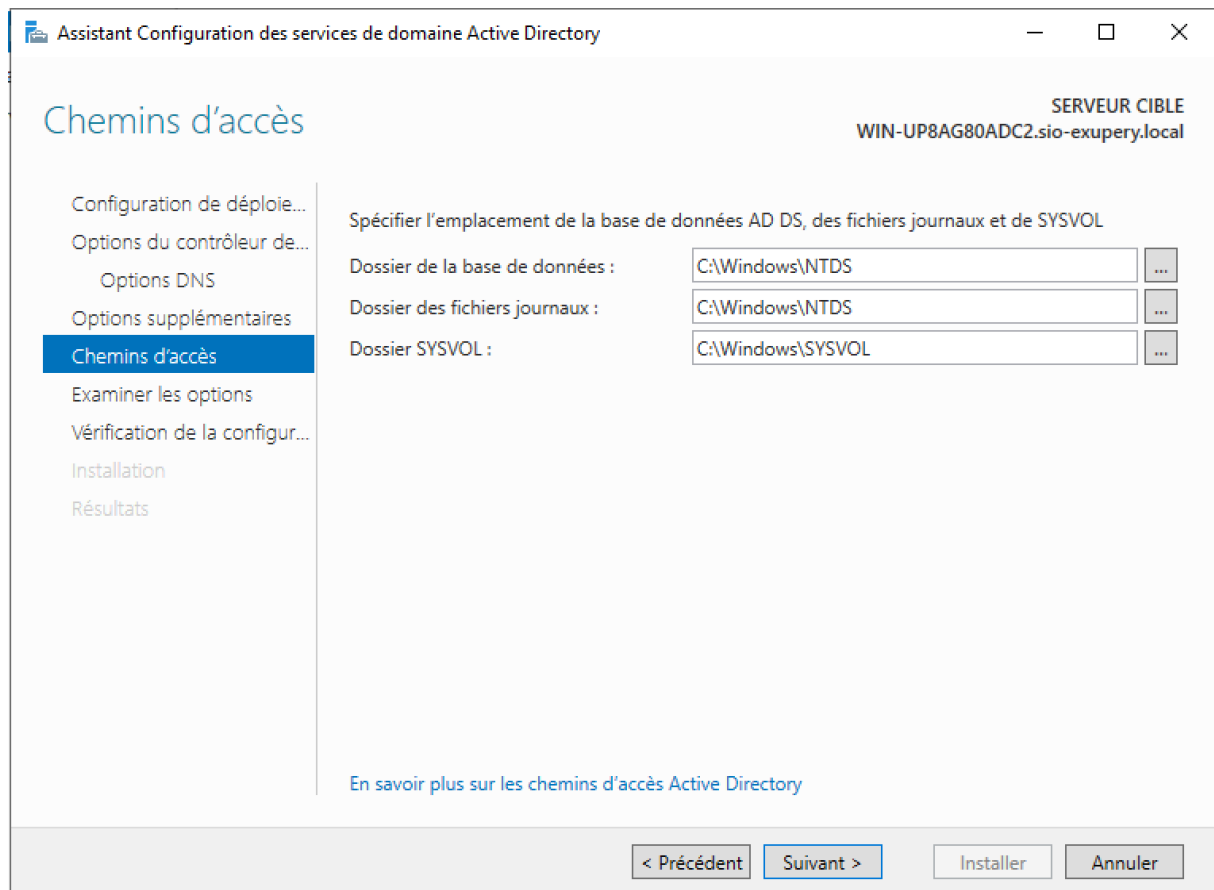 Assistant Configuration des services de domaine Active Directory
Chemins d’accès
SERVEUR CIBLE
WIN-UP8AG80ADC2.sio-exupery.local
Configuration de déploie...
Options du contrôleur de...
Options DNS
Options supplémentaires
Chemins d’accès
Examiner les options
Vérification de la configur...
Installation
Résultats
Spécifier l’emplacement de la base de données AD DS, des fichiers journaux et de SYSVOL
Dossier de la base de données : C:\Windows\NTDS ...
Dossier des fichiers journaux : C:\Windows\NTDS ...
Dossier SYSVOL : C:\Windows\SYSVOL ...
En savoir plus sur les chemins d’accès Active Directory
< Précédent Suivant > Installer Annuler